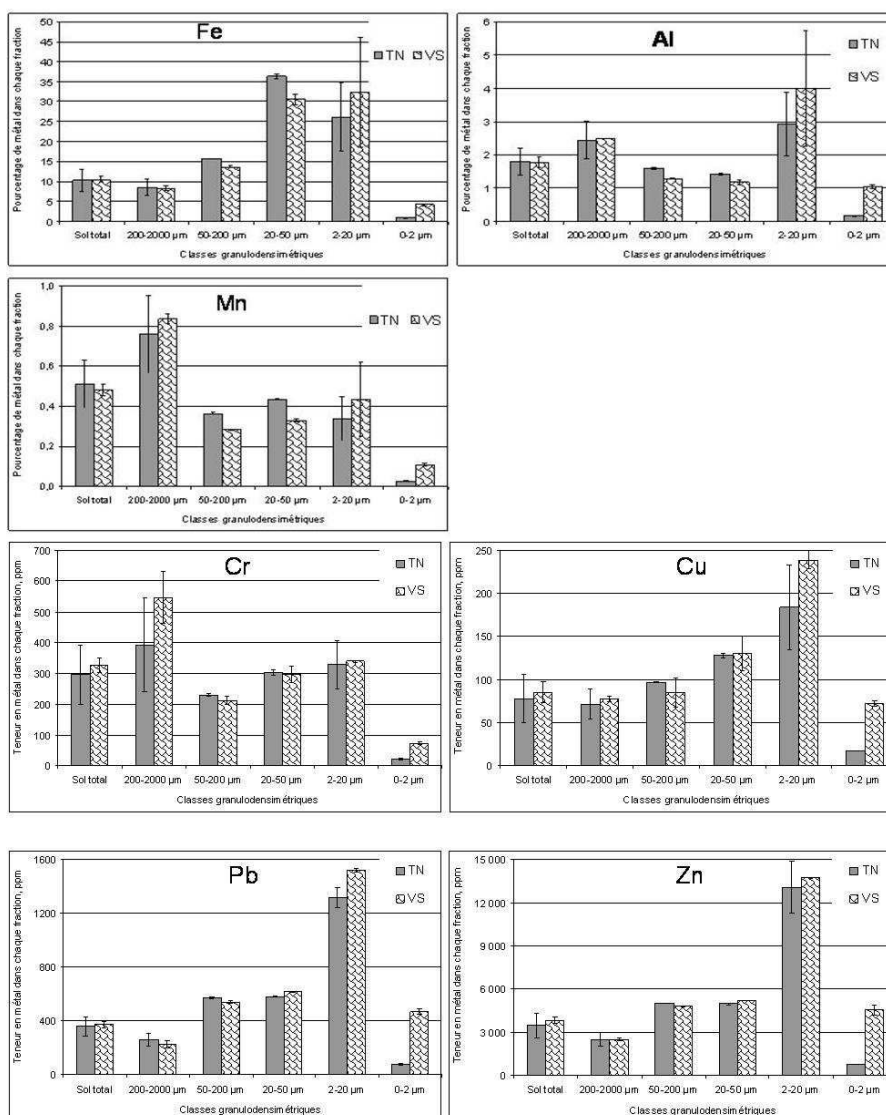 Fe
TN VS
Pourcentage de métal dans chaque fraction
50
45
40
35
30
25
20
15
10
5
0
Sol total 200-2000 µm 50-200 µm 20-50 µm 2-20 µm 0-2 µm
Classes granulodensimétriques
Al
TN
VS
Pourcentage de métal dans chaque fraction
6
5
4
3
2
1
0
Sol total 200-2000 µm 50-200 µm 20-50 µm 2-20 µm 0-2 µm
Classes granulodensimétriques
Mn
TN VS
Pourcentage de métal dans chaque fraction
1,0
0,8
0,6
0,4
0,2
0,0
Sol total 200-2000 µm 50-200 µm 20-50 µm 2-20 µm 0-2 µm
Classes granulodensimétriques
Cr
TN
VS
Teneur en métal dans chaque fraction, ppm
700
600
500
400
300
200
100
0
Sol total 200-2000 µm 50-200 µm 20-50 µm 2-20 µm 0-2 µm
Classes granulodensimétriques
Cu
TN
VS
Teneur en métal dans chaque fraction, ppm
250
200
150
100
50
0
Sol total 200-2000 µm 50-200 µm 20-50 µm 2-20 µm 0-2 µm
Classes granulodensimétriques
Pb
TN
VS
Teneur en métal dans chaque fraction, ppm
1600
1200
800
400
0
Sol total 200-2000 µm 50-200 µm 20-50 µm 2-20 µm 0-2 µm
Classes granulodensimétriques
Zn
TN
VS
Teneur en métal dans chaque fraction, ppm
15 000
12 000
9 000
6 000
3 000
0
Sol total 200-2000 µm 50-200 µm 20-50 µm 2-20 µm 0-2 µm
Classes granulodensimétriques